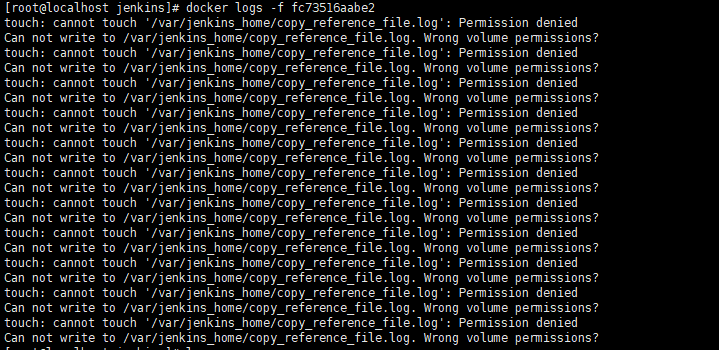 [root@localhost jenkins]# docker logs -f fc73516aabe2
touch: cannot touch '/var/jenkins_home/copy_reference_file.log': Permission denied
Can not write to /var/jenkins_home/copy_reference_file.log. Wrong volume permissions?
touch: cannot touch '/var/jenkins_home/copy_reference_file.log': Permission denied
Can not write to /var/jenkins_home/copy_reference_file.log. Wrong volume permissions?
touch: cannot touch '/var/jenkins_home/copy_reference_file.log': Permission denied
Can not write to /var/jenkins_home/copy_reference_file.log. Wrong volume permissions?
touch: cannot touch '/var/jenkins_home/copy_reference_file.log': Permission denied
Can not write to /var/jenkins_home/copy_reference_file.log. Wrong volume permissions?
touch: cannot touch '/var/jenkins_home/copy_reference_file.log': Permission denied
Can not write to /var/jenkins_home/copy_reference_file.log. Wrong volume permissions?
touch: cannot touch '/var/jenkins_home/copy_reference_file.log': Permission denied
Can not write to /var/jenkins_home/copy_reference_file.log. Wrong volume permissions?
touch: cannot touch '/var/jenkins_home/copy_reference_file.log': Permission denied
Can not write to /var/jenkins_home/copy_reference_file.log. Wrong volume permissions?
touch: cannot touch '/var/jenkins_home/copy_reference_file.log': Permission denied
Can not write to /var/jenkins_home/copy_reference_file.log. Wrong volume permissions?
touch: cannot touch '/var/jenkins_home/copy_reference_file.log': Permission denied
Can not write to /var/jenkins_home/copy_reference_file.log. Wrong volume permissions?
touch: cannot touch '/var/jenkins_home/copy_reference_file.log': Permission denied
Can not write to /var/jenkins_home/copy_reference_file.log. Wrong volume permissions?
touch: cannot touch '/var/jenkins_home/copy_reference_file.log': Permission denied
Can not write to /var/jenkins_home/copy_reference_file.log. Wrong volume permissions?